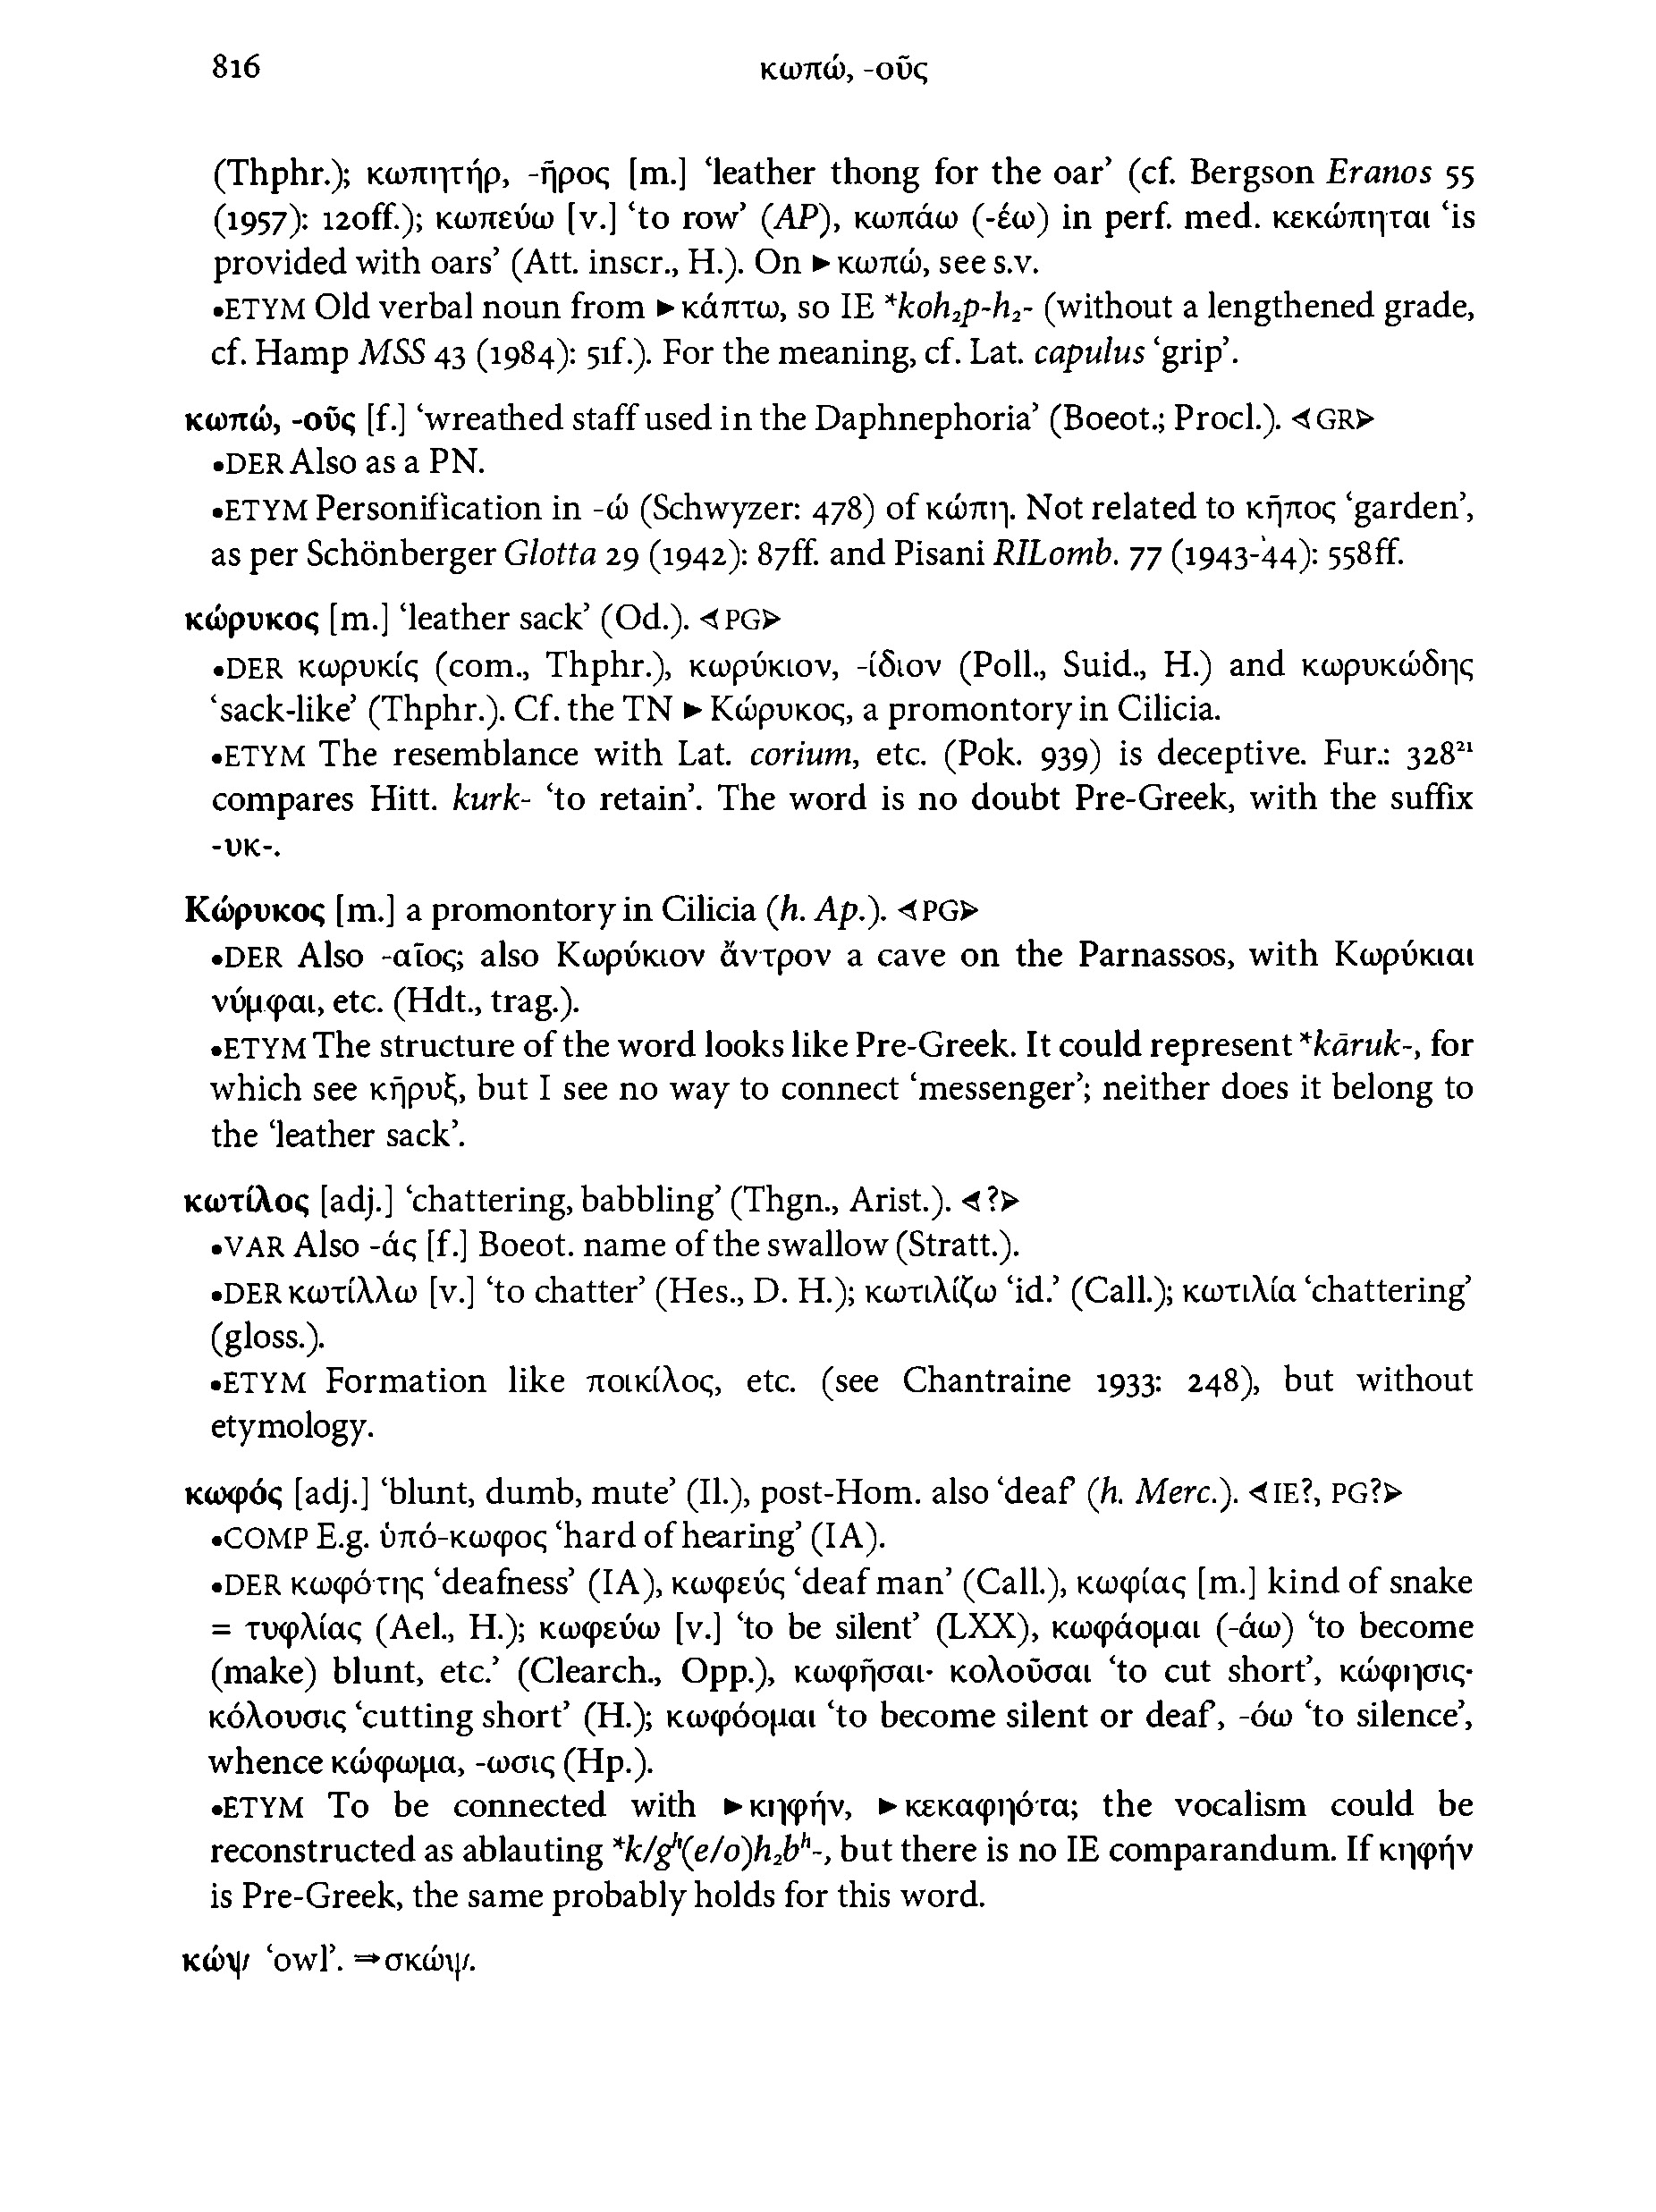 816
κωπώ, -οῦς
(Thphr.); κωπητήρ, -ῆρος [m.] ‘leather thong for the oar’ (cf. Bergson Eranos 55
(1957): 120ff.); κωπεύω [v.] ‘to row’ (AP), κωπάω (-έω) in perf. med. κεκώπηται ‘is
provided with oars’ (Att. inscr., H.). On ►κωπώ, see s.v.
•ETYM Old verbal noun from ►κάπτω, so IE *koh₂p-h₂- (without a lengthened grade,
cf. Hamp MSS 43 (1984): 51f.). For the meaning, cf. Lat. capulus ‘grip’.
κωπώ, -οῦς [f.] ‘wreathed staff used in the Daphnephoria’ (Boeot.; Procl.). ◁GR▷
•DER Also as a PN.
•ETYM Personification in -ώ (Schwyzer: 478) of κώπη. Not related to κῆπος ‘garden’,
as per Schönberger Glotta 29 (1942): 87ff. and Pisani RILomb. 77 (1943-'44): 558ff.
κώρυκος [m.] ‘leather sack’ (Od.). ◁PG▷
•DER κωρυκίς (com., Thphr.), κωρύκιον, -ίδιον (Poll., Suid., H.) and κωρυκώδης
‘sack-like’ (Thphr.). Cf. the TN ►Κώρυκος, a promontory in Cilicia.
•ETYM The resemblance with Lat. corium, etc. (Pok. 939) is deceptive. Fur.: 328²¹
compares Hitt. kurk- ‘to retain’. The word is no doubt Pre-Greek, with the suffix
-υκ-.
Κώρυκος [m.] a promontory in Cilicia (h. Ap.). ◁PG▷
•DER Also -αῖος; also Κωρύκιον ἄντρον a cave on the Parnassos, with Κωρύκιαι
νύμφαι, etc. (Hdt., trag.).
•ETYM The structure of the word looks like Pre-Greek. It could represent *kāruk-, for
which see κῆρυξ, but I see no way to connect ‘messenger’; neither does it belong to
the ‘leather sack’.
κωτίλος [adj.] ‘chattering, babbling’ (Thgn., Arist.). ◁?▷
•VAR Also -άς [f.] Boeot. name of the swallow (Stratt.).
•DER κωτίλλω [v.] ‘to chatter’ (Hes., D. H.); κωτιλίζω ‘id.’ (Call.); κωτιλία ‘chattering’
(gloss.).
•ETYM Formation like ποικίλος, etc. (see Chantraine 1933: 248), but without
etymology.
κωφός [adj.] ‘blunt, dumb, mute’ (Il.), post-Hom. also ‘deaf’ (h. Merc.). ◁IE?, PG?▷
•COMP E.g. ὑπό-κωφος ‘hard of hearing’ (IA).
•DER κωφότης ‘deafness’ (IA), κωφεύς ‘deaf man’ (Call.), κωφίας [m.] kind of snake
= τυφλίας (Ael., H.); κωφεύω [v.] ‘to be silent’ (LXX), κωφάομαι (-άω) ‘to become
(make) blunt, etc.’ (Clearch., Opp.), κωφῆσαι· κολοῦσαι ‘to cut short’, κώφησις·
κόλουσις ‘cutting short’ (H.); κωφόομαι ‘to become silent or deaf’, -όω ‘to silence’,
whence κώφωμα, -ωσις (Hp.).
•ETYM To be connected with ►κηφήν, ►κεκαφηότα; the vocalism could be
reconstructed as ablauting *k/gʰ(e/o)h₂bʰ-, but there is no IE comparandum. If κηφήν
is Pre-Greek, the same probably holds for this word.
κώψ ‘owl’. ⇒σκώψ.